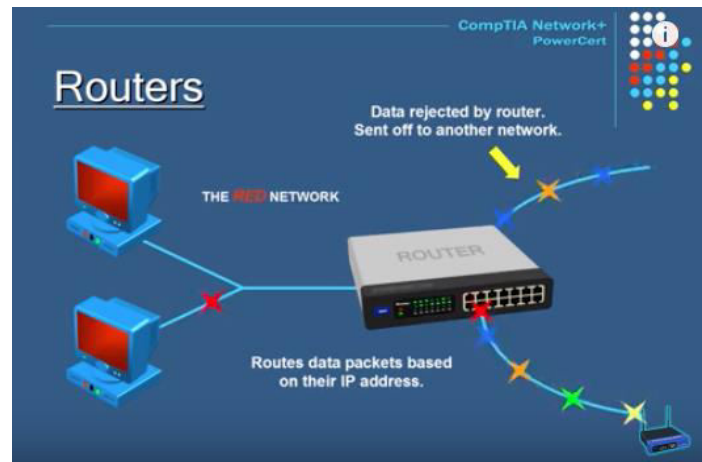 CompTIA Network+
PowerCert
i
Routers
Data rejected by router.
Sent off to another network.
THE RED NETWORK
ROUTER
Routes data packets based
on their IP address.